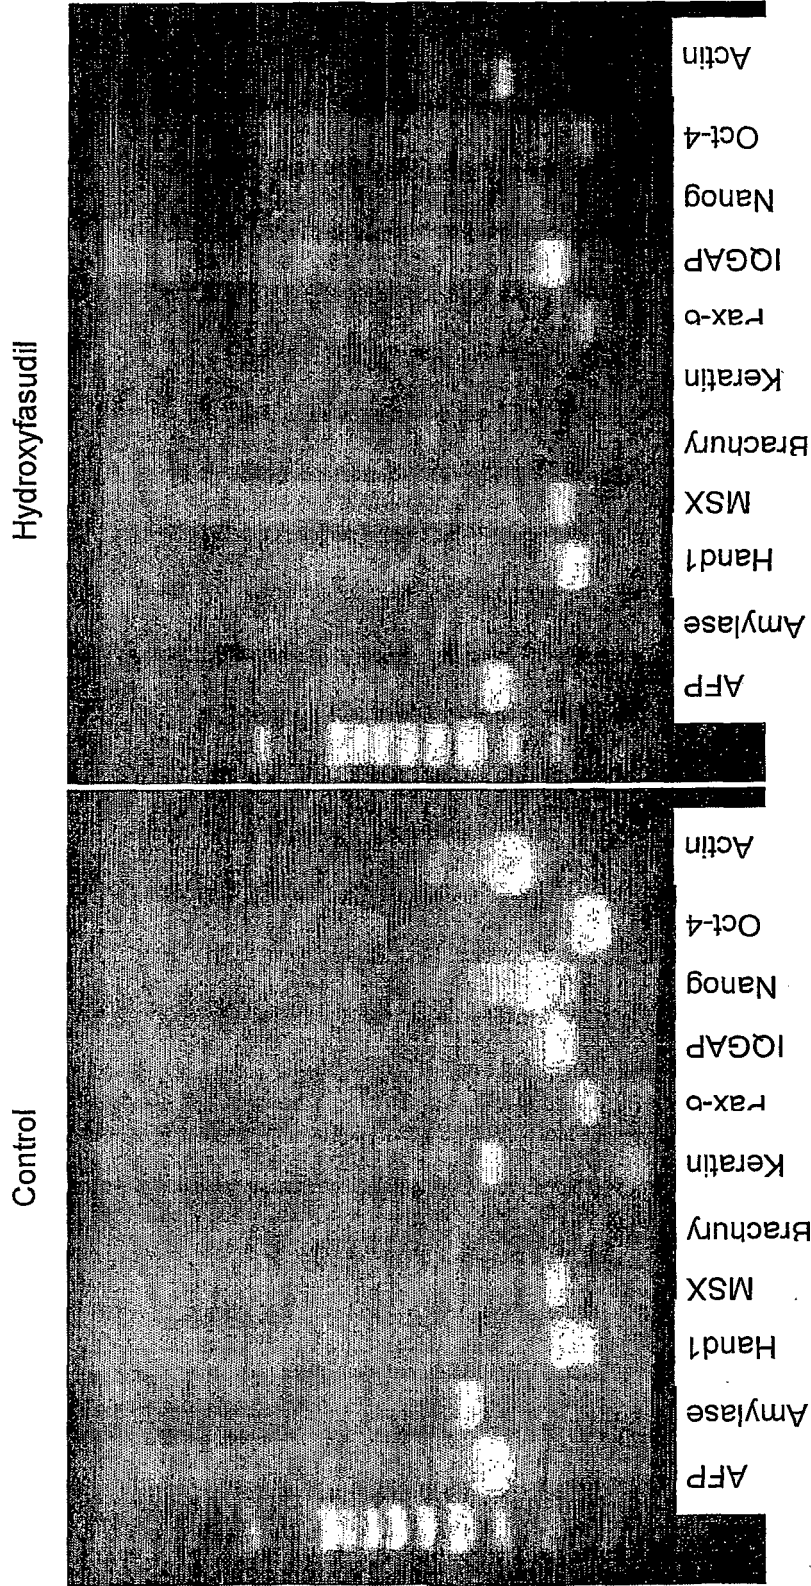 Control
AFP
Amylase
Hand1
MSX
Brachury
Keratin
Pax-6
IQGAP
Nanog
Oct-4
Actin
Hydroxyfasudil
AFP
Amylase
Hand1
MSX
Brachury
Keratin
Pax-6
IQGAP
Nanog
Oct-4
Actin